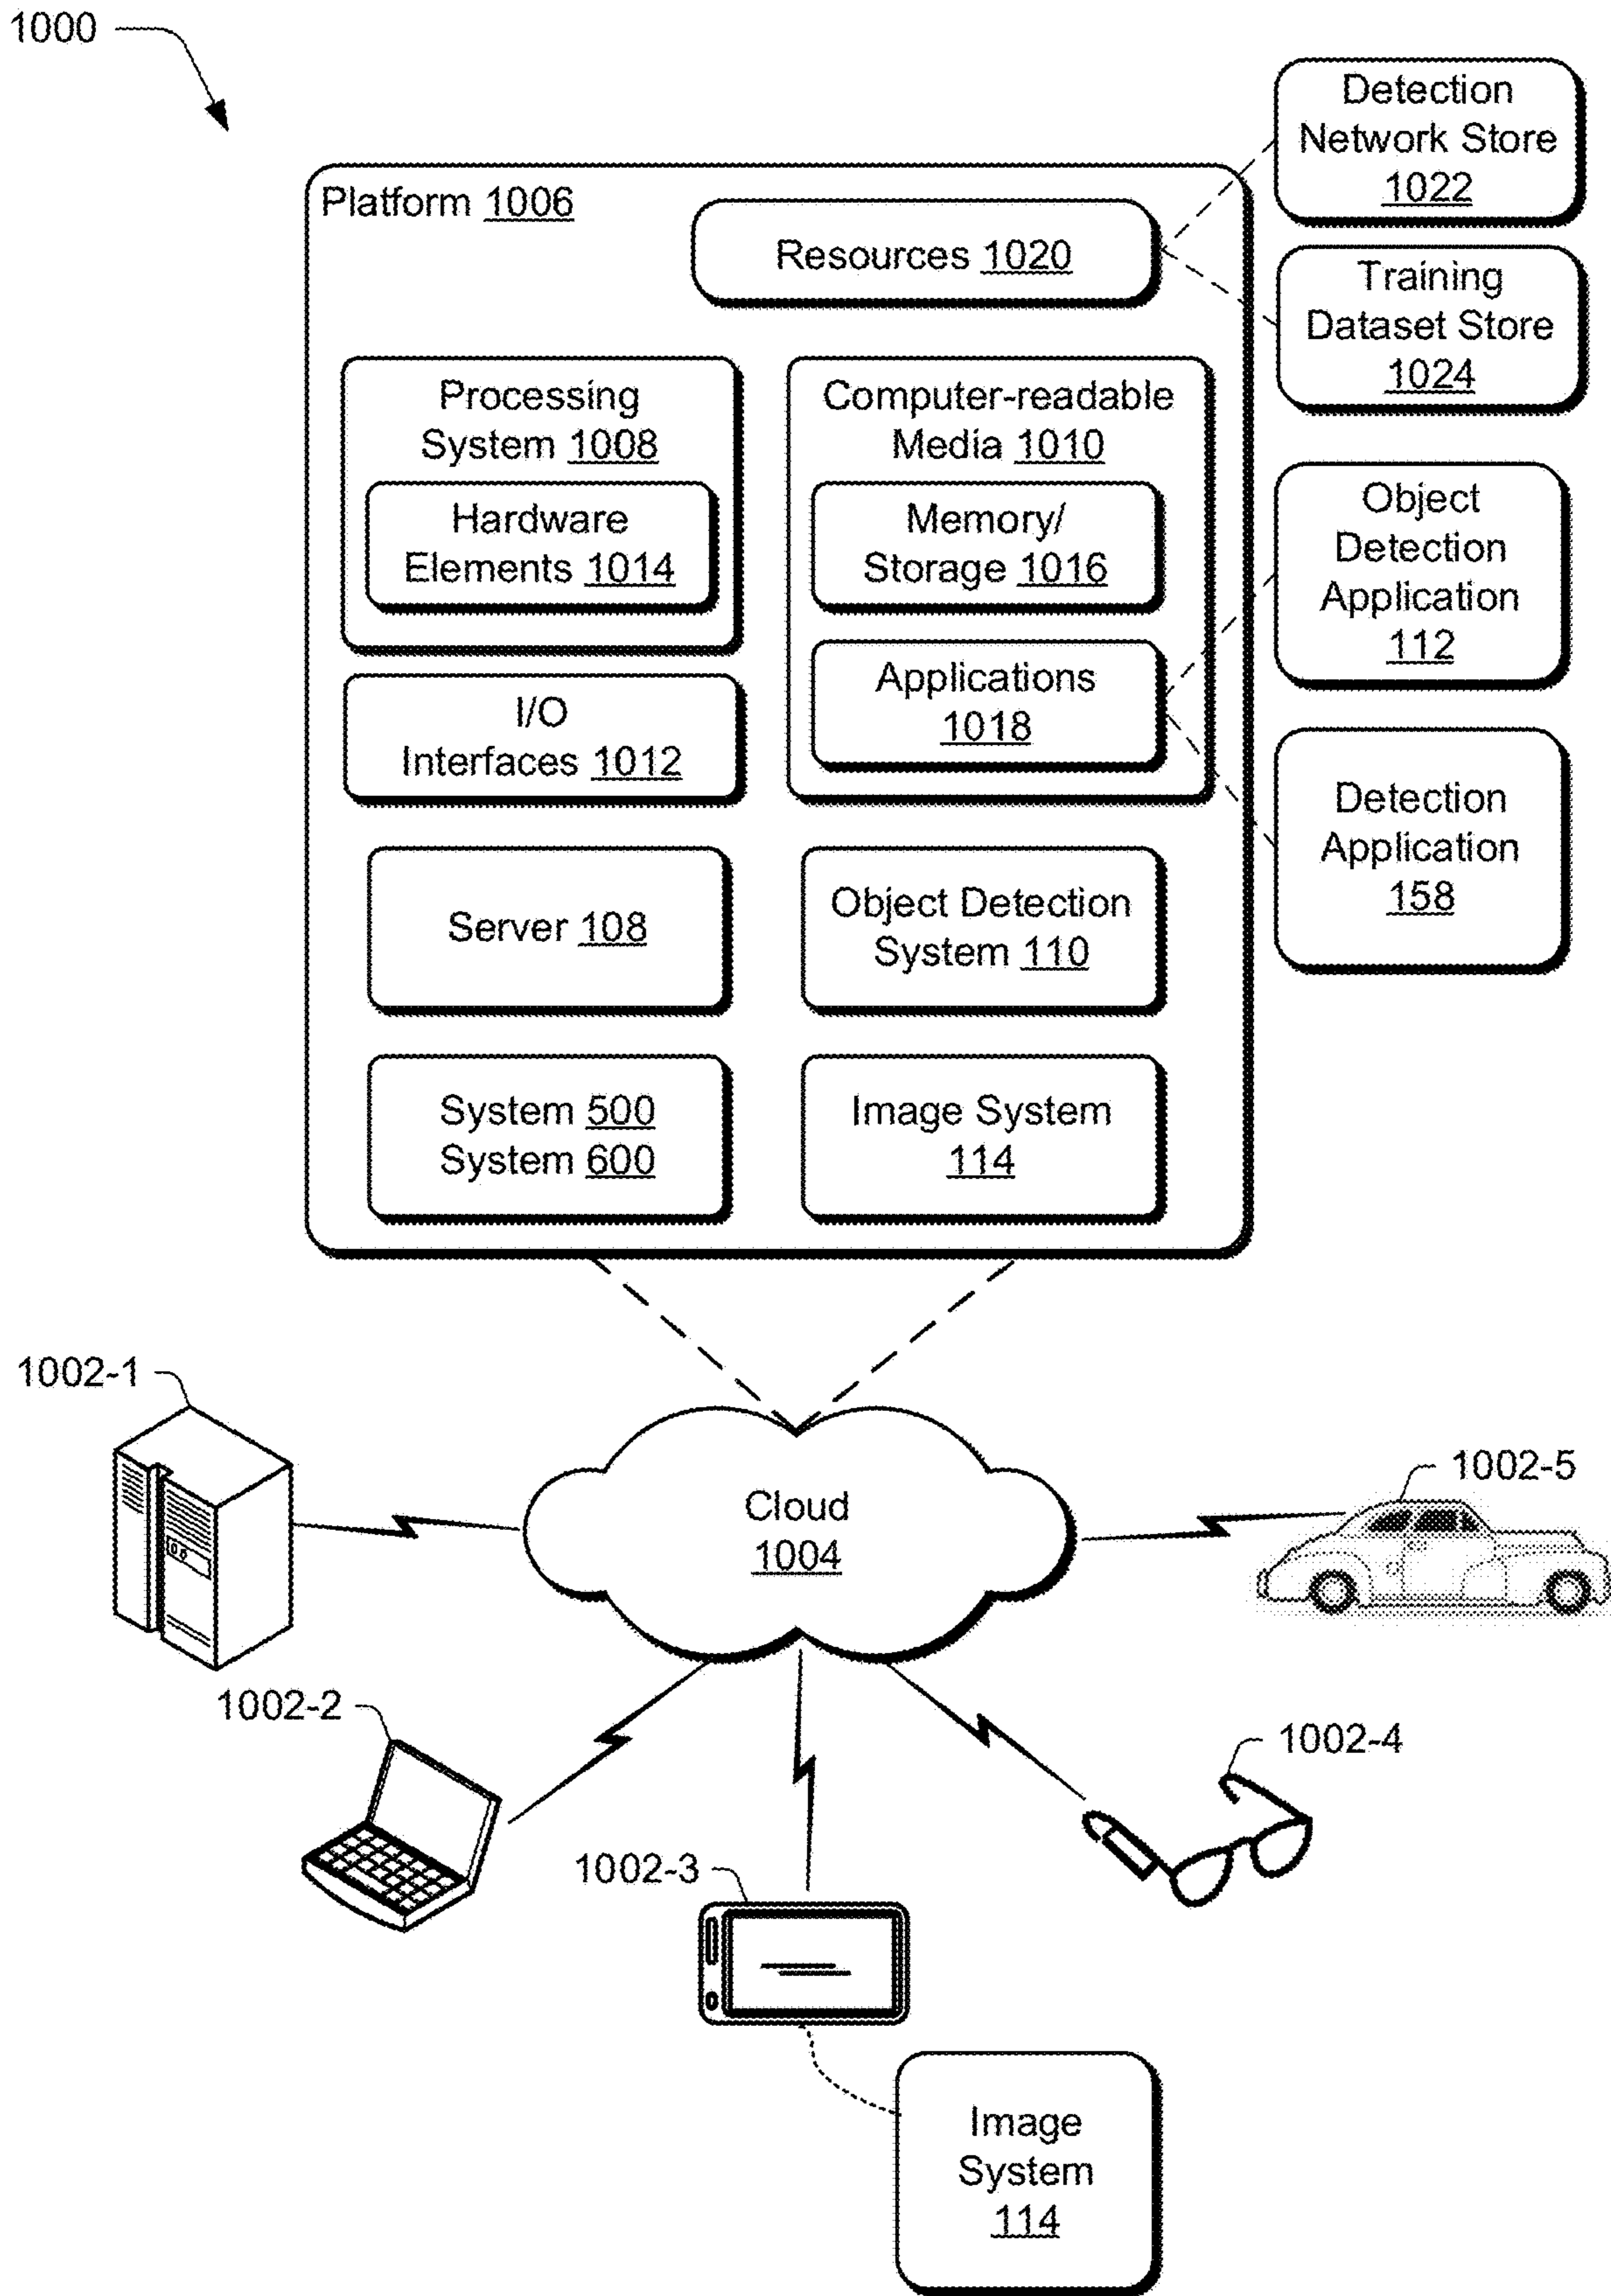 1000
Detection
Network Store
1022
Platform 1006
Resources 1020
Training
Dataset Store
1024
Processing
System 1008
Hardware
Elements 1014
Computer-readable
Media 1010
Memory/
Storage 1016
Applications
1018
Object
Detection
Application
112
I/O
Interfaces 1012
Detection
Application
158
Server 108
Object Detection
System 110
System 500
System 600
Image System
114
1002-1
Cloud
1004
1002-5
1002-2
1002-4
1002-3
Image
System
114